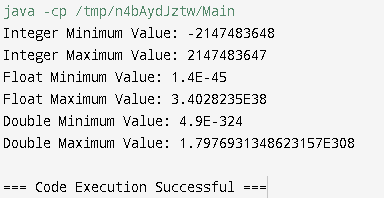 java -cp /tmp/n4bAydJztw/Main
Integer Minimum Value: -2147483648
Integer Maximum Value: 2147483647
Float Minimum Value: 1.4E-45
Float Maximum Value: 3.4028235E38
Double Minimum Value: 4.9E-324
Double Maximum Value: 1.7976931348623157E308
=== Code Execution Successful ===